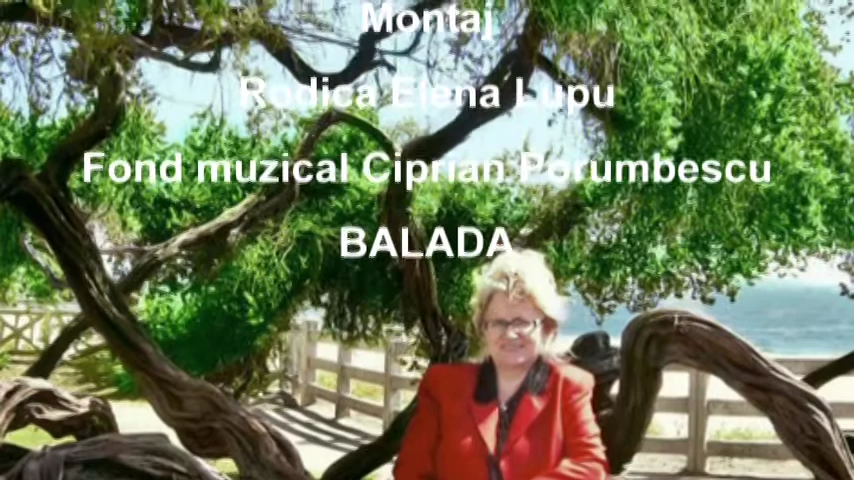 Montaj
Rodica Elena Lupu
Fond muzical Ciprian Porumbescu
BALADA